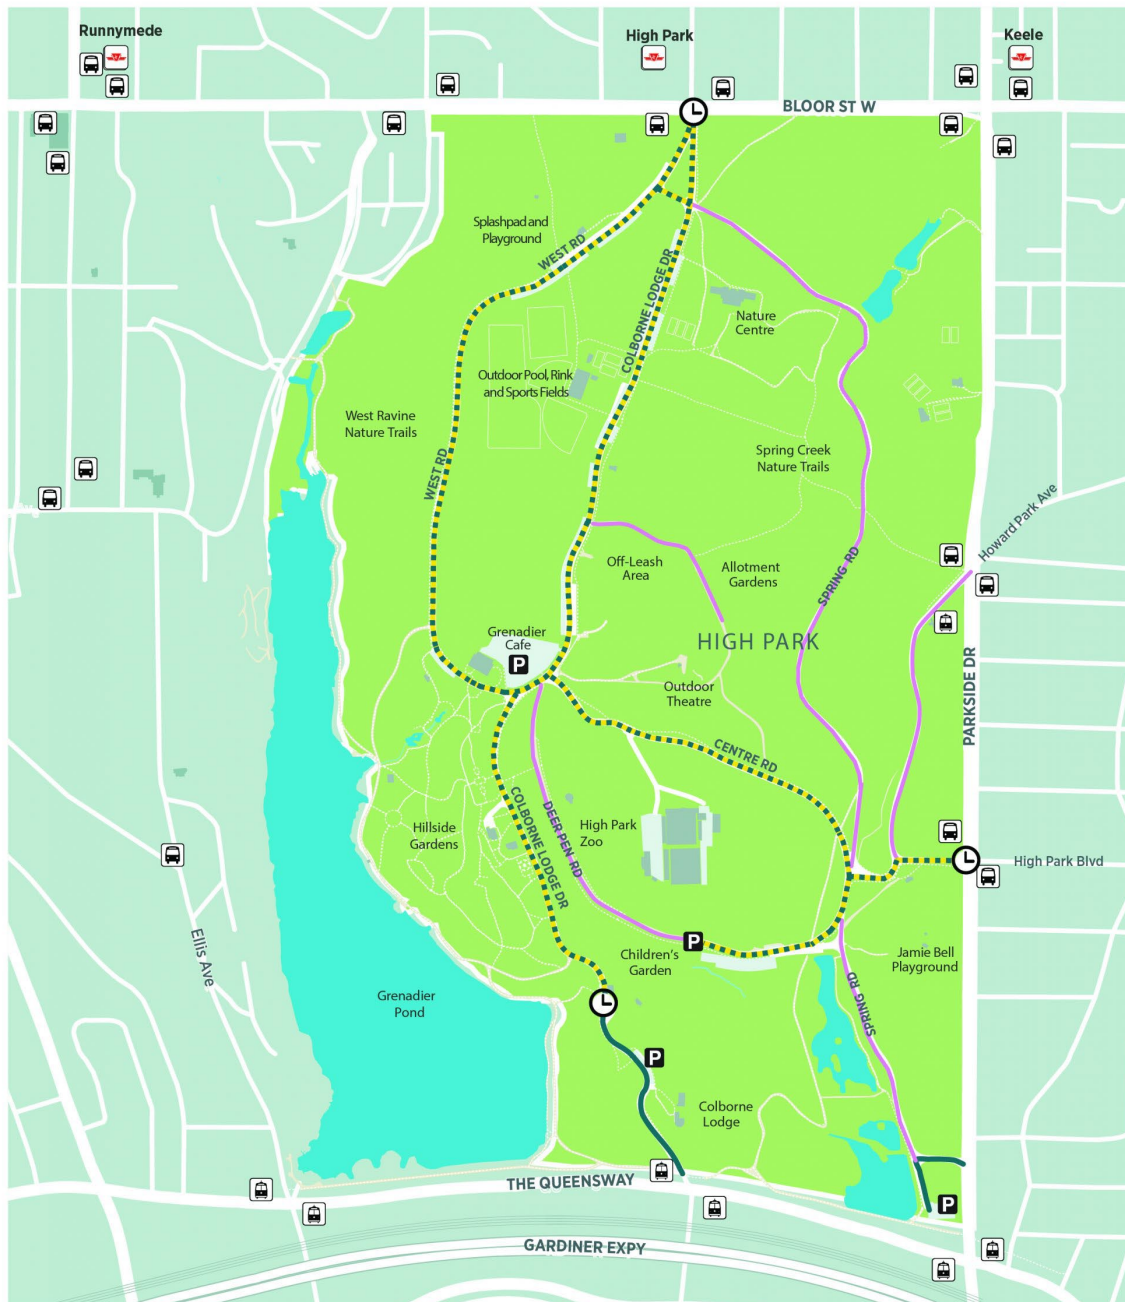 Runnymede
High Park
Keele
BLOOR ST W
Splashpad and
Playground
WEST RD
COLBORNE LODGE DR
Nature
Centre
Outdoor Pool, Rink
and Sports Fields
West Ravine
Nature Trails
WEST RD
Spring Creek
Nature Trails
Howard Park Ave
Off-Leash
Area
Allotment
Gardens
SPRING RD
HIGH PARK
Grenadier
Cafe
P
Outdoor
Theatre
PARKSIDE DR
CENTRE RD
COLBORNE LODGE DR
DEER PEN RD
High Park
Zoo
Hillside
Gardens
High Park Blvd
Ellis Ave
P
Children's
Garden
Jamie Bell
Playground
SPRING RD
Grenadier
Pond
P
Colborne
Lodge
THE QUEENSWAY
P
GARDINER EXPY